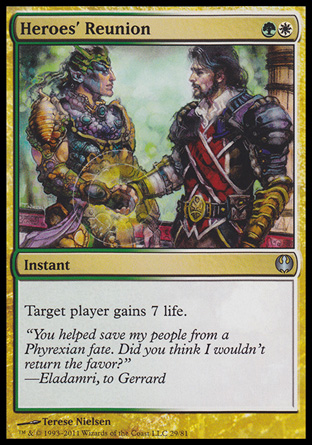 Heroes' Reunion
Instant
Target player gains 7 life.
“You helped save my people from a
Phyrexian fate. Did you think I wouldn't
return the favor?”
—Eladamri, to Gerrard
Terese Nielsen
™ & © 1993–2011 Wizards of the Coast LLC 29/81